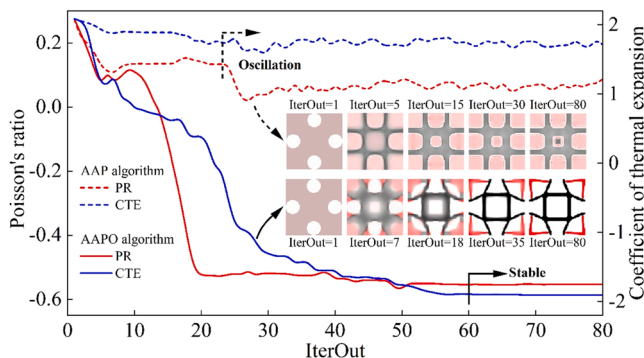 Poisson's ratio
0.2
0.0
-0.2
-0.4
-0.6
Oscillation
IterOut=1 IterOut=5 IterOut=15 IterOut=30 IterOut=80
AAP algorithm
PR
CTE
AAPO algorithm
PR
CTE
IterOut=1 IterOut=7 IterOut=18 IterOut=35 IterOut=80
Stable
0 10 20 30 40 50 60 70 80
IterOut
2
1
0
-1
-2
Coefficient of thermal expansion